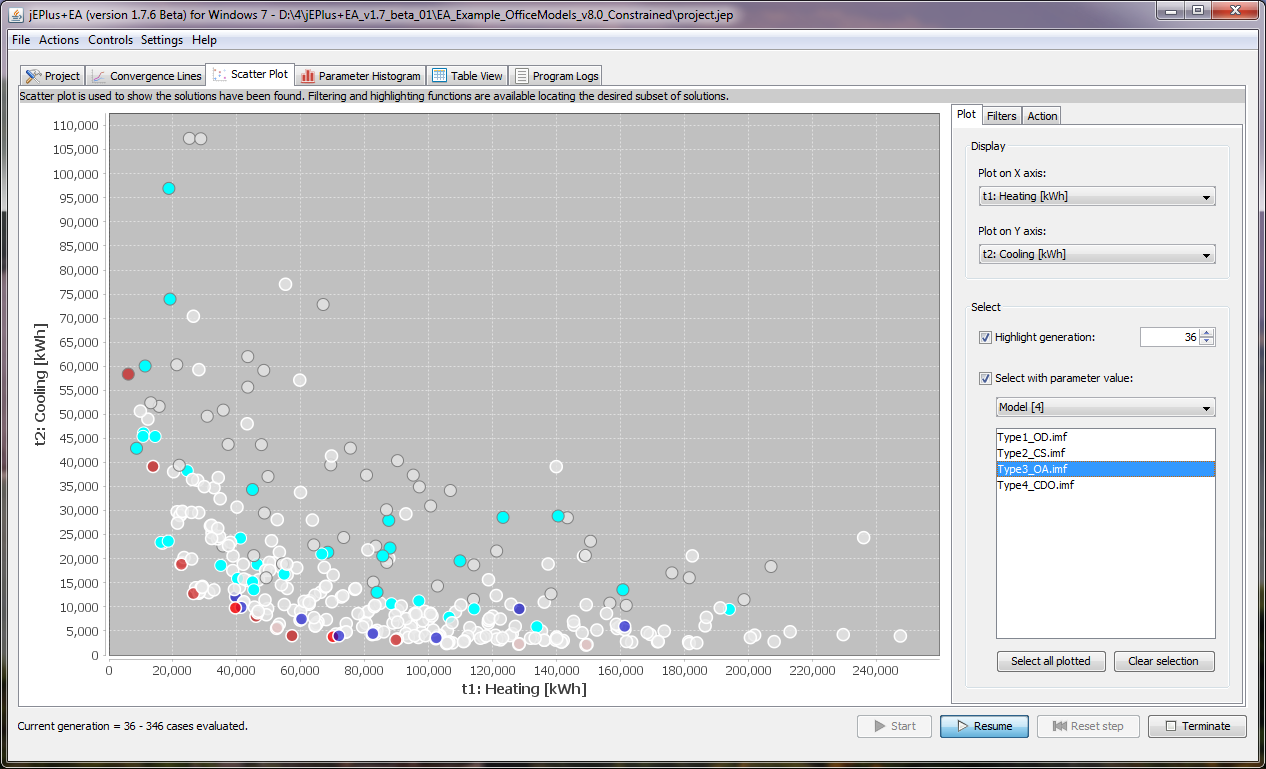 jEPlus+EA (version 1.7.6 Beta) for Windows 7 - D:\4\jEPlus+EA_v1.7_beta_01\EA_Example_OfficeModels_v8.0_Constrained\project.jep
File Actions Controls Settings Help
Project Convergence Lines Scatter Plot Parameter Histogram Table View Program Logs
Scatter plot is used to show the solutions have been found. Filtering and highlighting functions are available locating the desired subset of solutions.
t2: Cooling [kWh]
110,000
105,000
100,000
95,000
90,000
85,000
80,000
75,000
70,000
65,000
60,000
55,000
50,000
45,000
40,000
35,000
30,000
25,000
20,000
15,000
10,000
5,000
0
0 20,000 40,000 60,000 80,000 100,000 120,000 140,000 160,000 180,000 200,000 220,000 240,000
t1: Heating [kWh]
Plot Filters Action
Display
Plot on X axis:
t1: Heating [kWh]
Plot on Y axis:
t2: Cooling [kWh]
Select
Highlight generation: 36
Select with parameter value:
Model [4]
Type1_OD.imf
Type2_CS.imf
Type3_OA.imf
Type4_CDO.imf
Select all plotted Clear selection
Current generation = 36 - 346 cases evaluated.
Start Resume Reset step Terminate